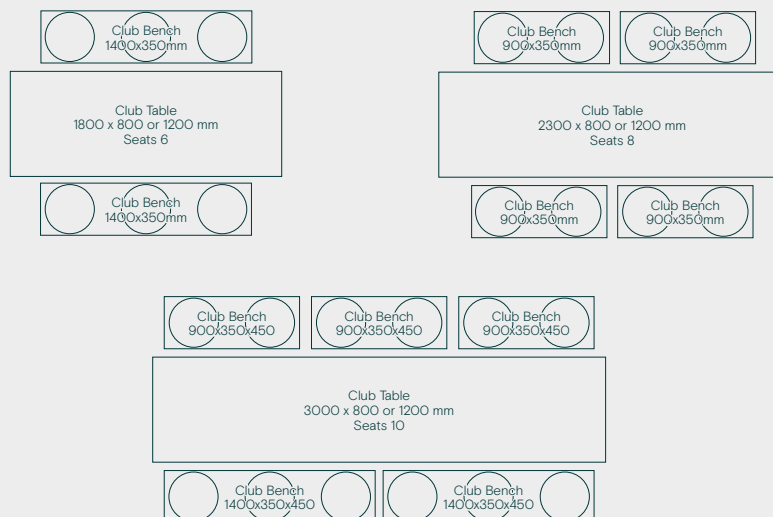 Club Bench
1400x350mm
Club Bench
900x350mm
Club Bench
900x350mm
Club Table
1800 x 800 or 1200 mm
Seats 6
Club Table
2300 x 800 or 1200 mm
Seats 8
Club Bench
1400x350mm
Club Bench
900x350mm
Club Bench
900x350mm
Club Bench
900x350x450
Club Bench
900x350x450
Club Bench
900x350x450
Club Table
3000 x 800 or 1200 mm
Seats 10
Club Bench
1400x350x450
Club Bench
1400x350x450